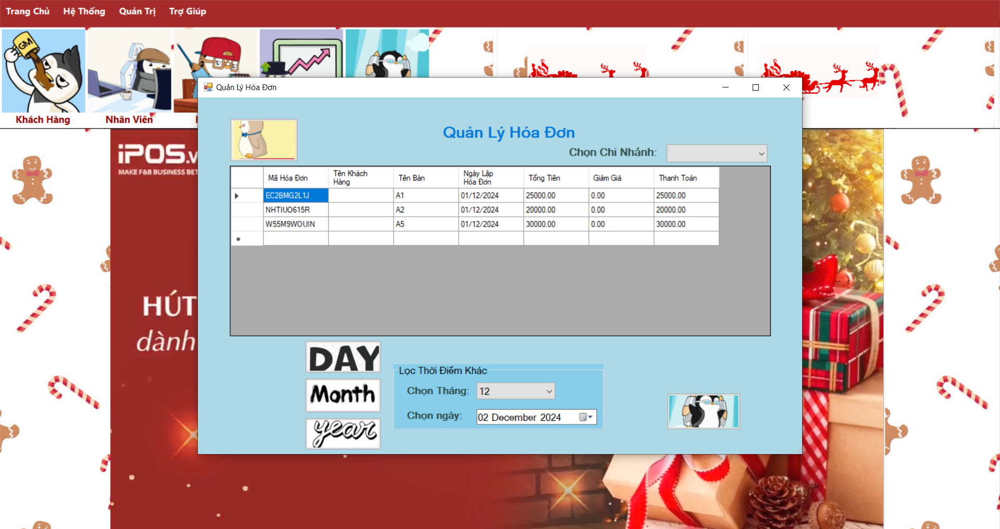 Trang Chủ Hệ Thống Quản Trị Trợ Giúp
GM
Khách Hàng Nhân Viên
Quản Lý Hóa Đơn
Quản Lý Hóa Đơn
Chọn Chi Nhánh:
Mã Hóa Đơn Tên Khách Hàng Tên Bàn Ngày Lập Hóa Đơn Tổng Tiền Giảm Giá Thanh Toán
EC2BMG2L1J A1 01/12/2024 25000.00 0.00 25000.00
NHTIUO615R A2 01/12/2024 20000.00 0.00 20000.00
W55M9WOUIN A5 01/12/2024 30000.00 0.00 30000.00
iPOS.v
MAKE F&B BUSINESS BET
HÚT
dành
DAY
Month
year
Lọc Thời Điểm Khác
Chọn Tháng: 12
Chọn ngày: 02 December 2024